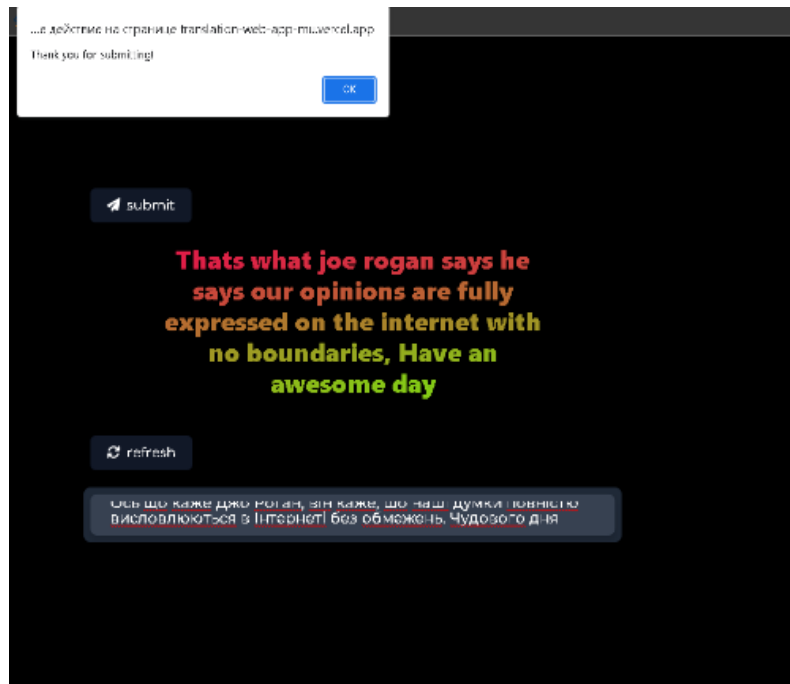 ...е действие на странице translation-web-app-mu.vercel.app
Thank you for submitting!
OK
submit
Thats what joe rogan says he
says our opinions are fully
expressed on the internet with
no boundaries, Have an
awesome day
refresh
Ось що каже Джо Роган, він каже, що наші думки повністю
висловлюються в Інтернеті без обмежень. Чудового дня